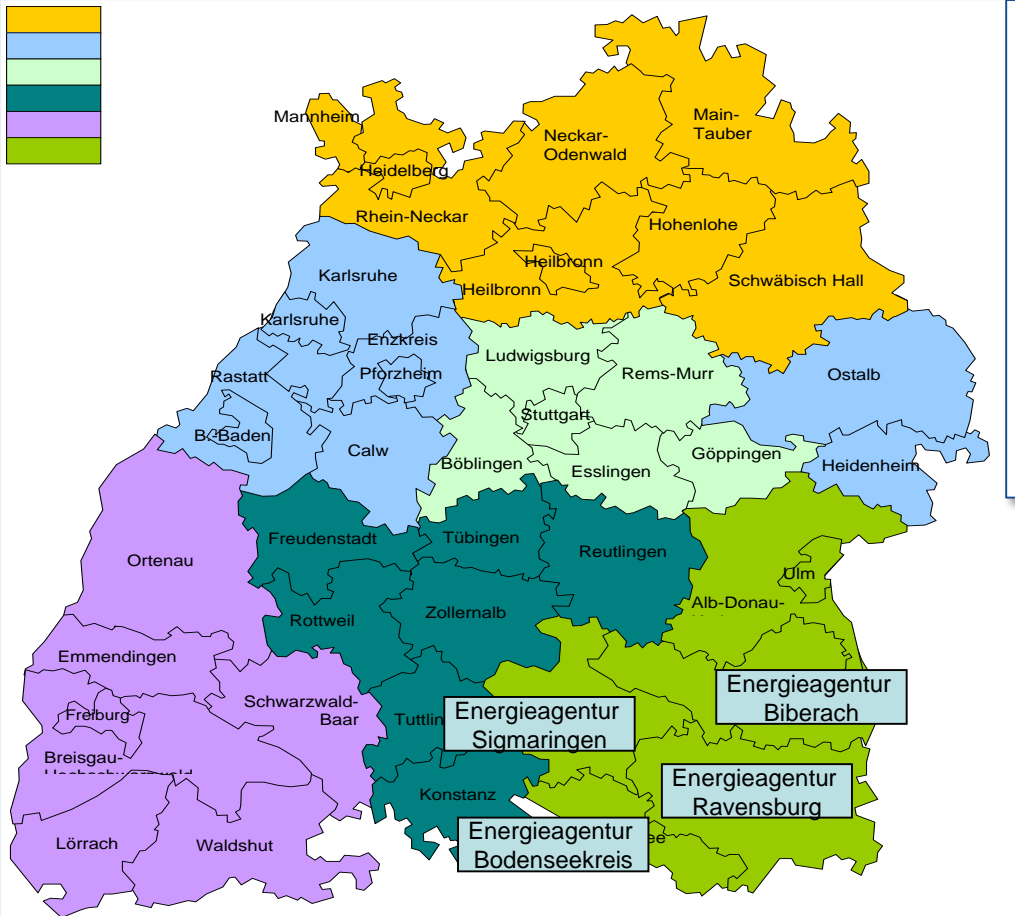 Mannheim
Main-
Tauber
Neckar-
Odenwald
Heidelberg
Rhein-Neckar
Hohenlohe
Heilbronn
Heilbronn
Schwäbisch Hall
Karlsruhe
Karlsruhe
Enzkreis
Ludwigsburg
Rems-Murr
Ostalb
Rastatt
Pforzheim
Stuttgart
B.-Baden
Calw
Böblingen
Esslingen
Göppingen
Heidenheim
Freudenstadt
Tübingen
Reutlingen
Ortenau
Ulm
Alb-Donau-
Rottweil
Zollernalb
Emmendingen
Schwarzwald-
Baar
Energieagentur
Biberach
Freiburg
Energieagentur
Sigmaringen
Breisgau-
Energieagentur
Ravensburg
Konstanz
Energieagentur
Bodenseekreis
Lörrach
Waldshut